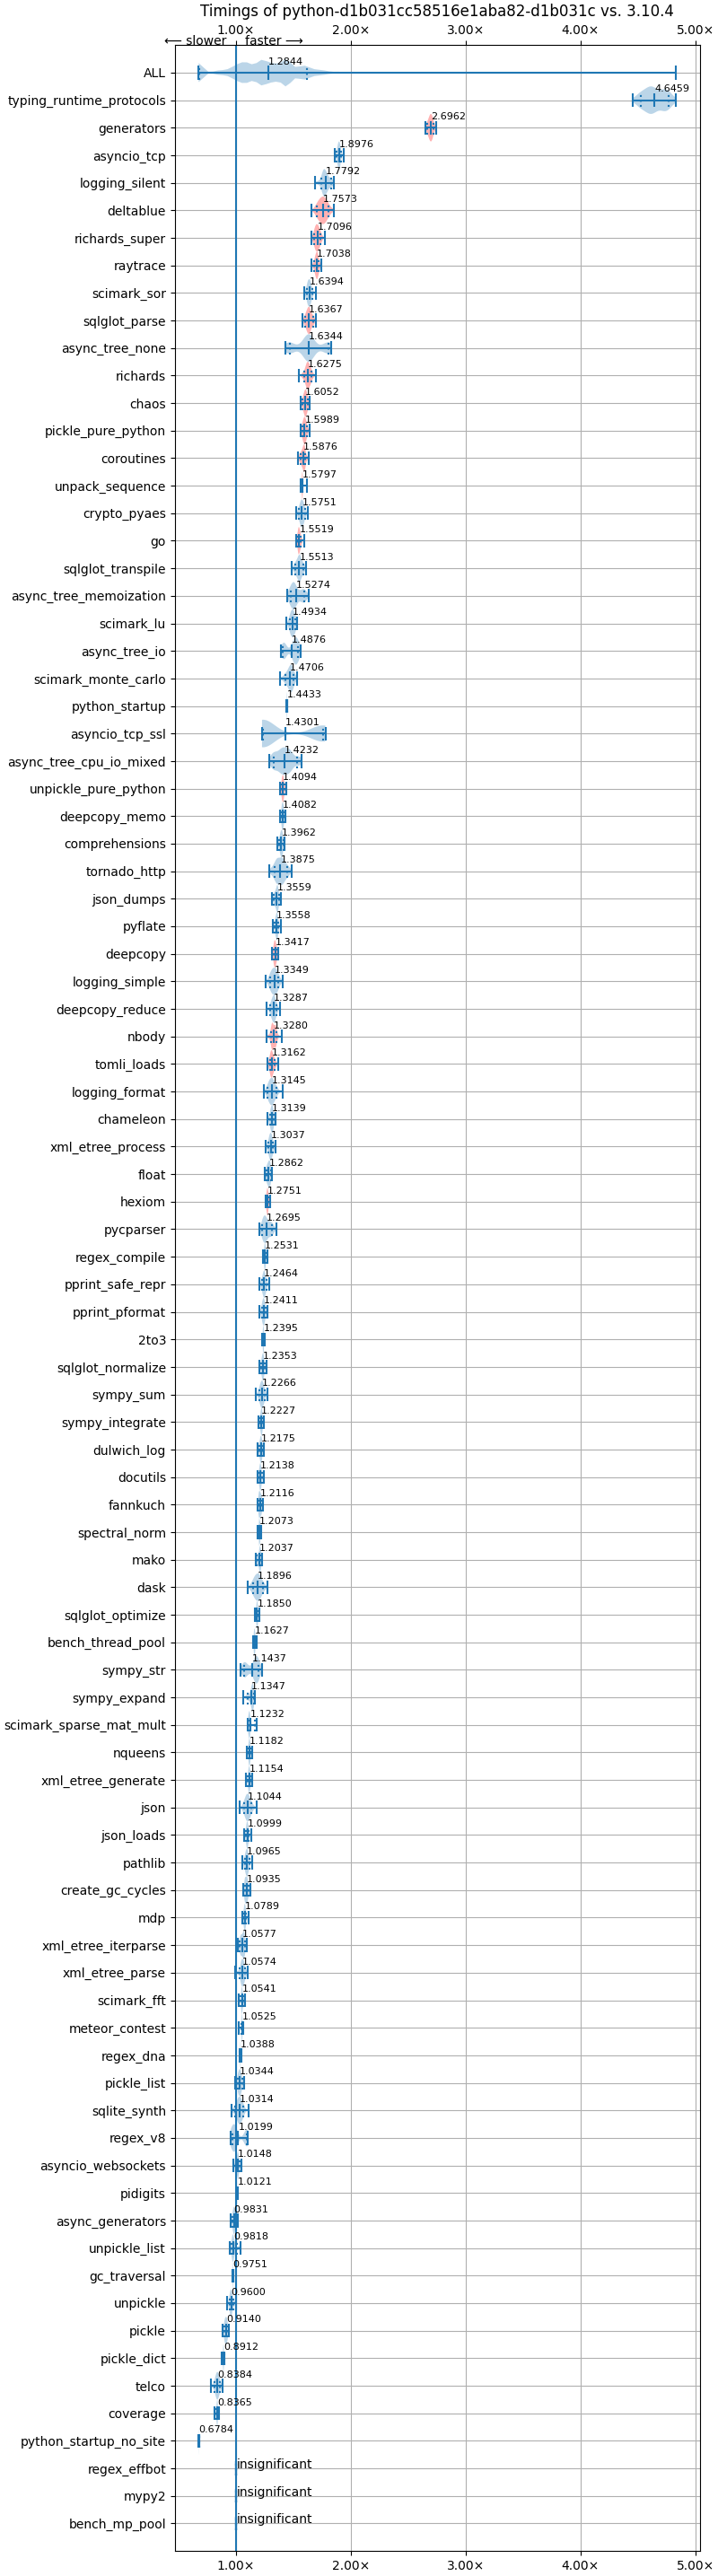 Timings of python-d1b031cc58516e1aba82-d1b031c vs. 3.10.4
1.00× 2.00× 3.00× 4.00× 5.00×
⟵ slower faster ⟶
ALL 1.2844
typing_runtime_protocols 4.6459
generators 2.6962
asyncio_tcp 1.8976
logging_silent 1.7792
deltablue 1.7573
richards_super 1.7096
raytrace 1.7038
scimark_sor 1.6394
sqlglot_parse 1.6367
async_tree_none 1.6344
richards 1.6275
chaos 1.6052
pickle_pure_python 1.5989
coroutines 1.5876
unpack_sequence 1.5797
crypto_pyaes 1.5751
go 1.5519
sqlglot_transpile 1.5513
async_tree_memoization 1.5274
scimark_lu 1.4934
async_tree_io 1.4876
scimark_monte_carlo 1.4706
python_startup 1.4433
asyncio_tcp_ssl 1.4301
async_tree_cpu_io_mixed 1.4232
unpickle_pure_python 1.4094
deepcopy_memo 1.4082
comprehensions 1.3962
tornado_http 1.3875
json_dumps 1.3559
pyflate 1.3558
deepcopy 1.3417
logging_simple 1.3349
deepcopy_reduce 1.3287
nbody 1.3280
tomli_loads 1.3162
logging_format 1.3145
chameleon 1.3139
xml_etree_process 1.3037
float 1.2862
hexiom 1.2751
pycparser 1.2695
regex_compile 1.2531
pprint_safe_repr 1.2464
pprint_pformat 1.2411
2to3 1.2395
sqlglot_normalize 1.2353
sympy_sum 1.2266
sympy_integrate 1.2227
dulwich_log 1.2175
docutils 1.2138
fannkuch 1.2116
spectral_norm 1.2073
mako 1.2037
dask 1.1896
sqlglot_optimize 1.1850
bench_thread_pool 1.1627
sympy_str 1.1437
sympy_expand 1.1347
scimark_sparse_mat_mult 1.1232
nqueens 1.1182
xml_etree_generate 1.1154
json 1.1044
json_loads 1.0999
pathlib 1.0965
create_gc_cycles 1.0935
mdp 1.0789
xml_etree_iterparse 1.0577
xml_etree_parse 1.0574
scimark_fft 1.0541
meteor_contest 1.0525
regex_dna 1.0388
pickle_list 1.0344
sqlite_synth 1.0314
regex_v8 1.0199
asyncio_websockets 1.0148
pidigits 1.0121
async_generators 0.9831
unpickle_list 0.9818
gc_traversal 0.9751
unpickle 0.9600
pickle 0.9140
pickle_dict 0.8912
telco 0.8384
coverage 0.8365
python_startup_no_site 0.6784
regex_effbot insignificant
mypy2 insignificant
bench_mp_pool insignificant
1.00× 2.00× 3.00× 4.00× 5.00×